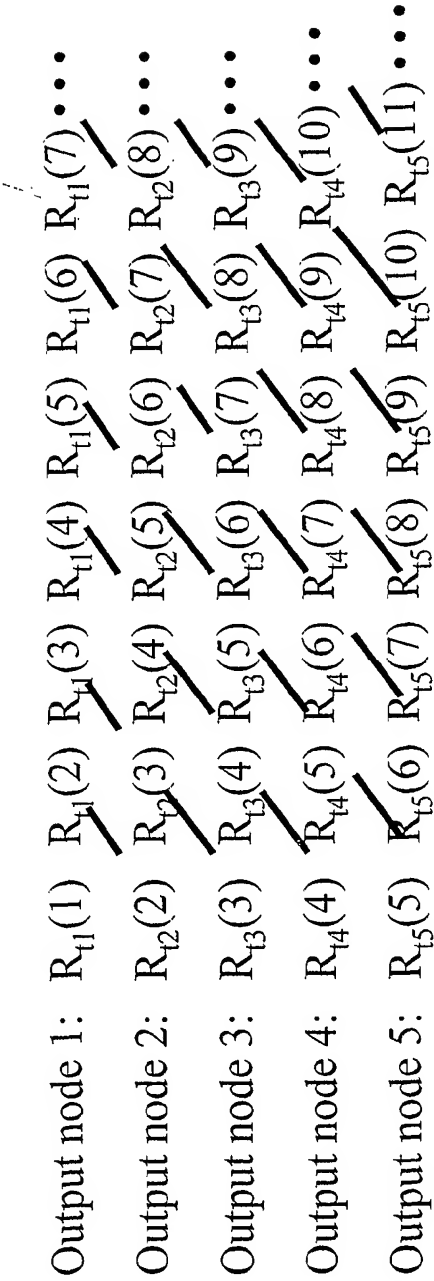 Output node 1: R_t1(1) R_t1(2) R_t1(3) R_t1(4) R_t1(5) R_t1(6) R_t1(7) •••
Output node 2: R_t2(2) R_t2(3) R_t2(4) R_t2(5) R_t2(6) R_t2(7) R_t2(8) •••
Output node 3: R_t3(3) R_t3(4) R_t3(5) R_t3(6) R_t3(7) R_t3(8) R_t3(9) •••
Output node 4: R_t4(4) R_t4(5) R_t4(6) R_t4(7) R_t4(8) R_t4(9) R_t4(10) •••
Output node 5: R_t5(5) R_t5(6) R_t5(7) R_t5(8) R_t5(9) R_t5(10) R_t5(11) •••